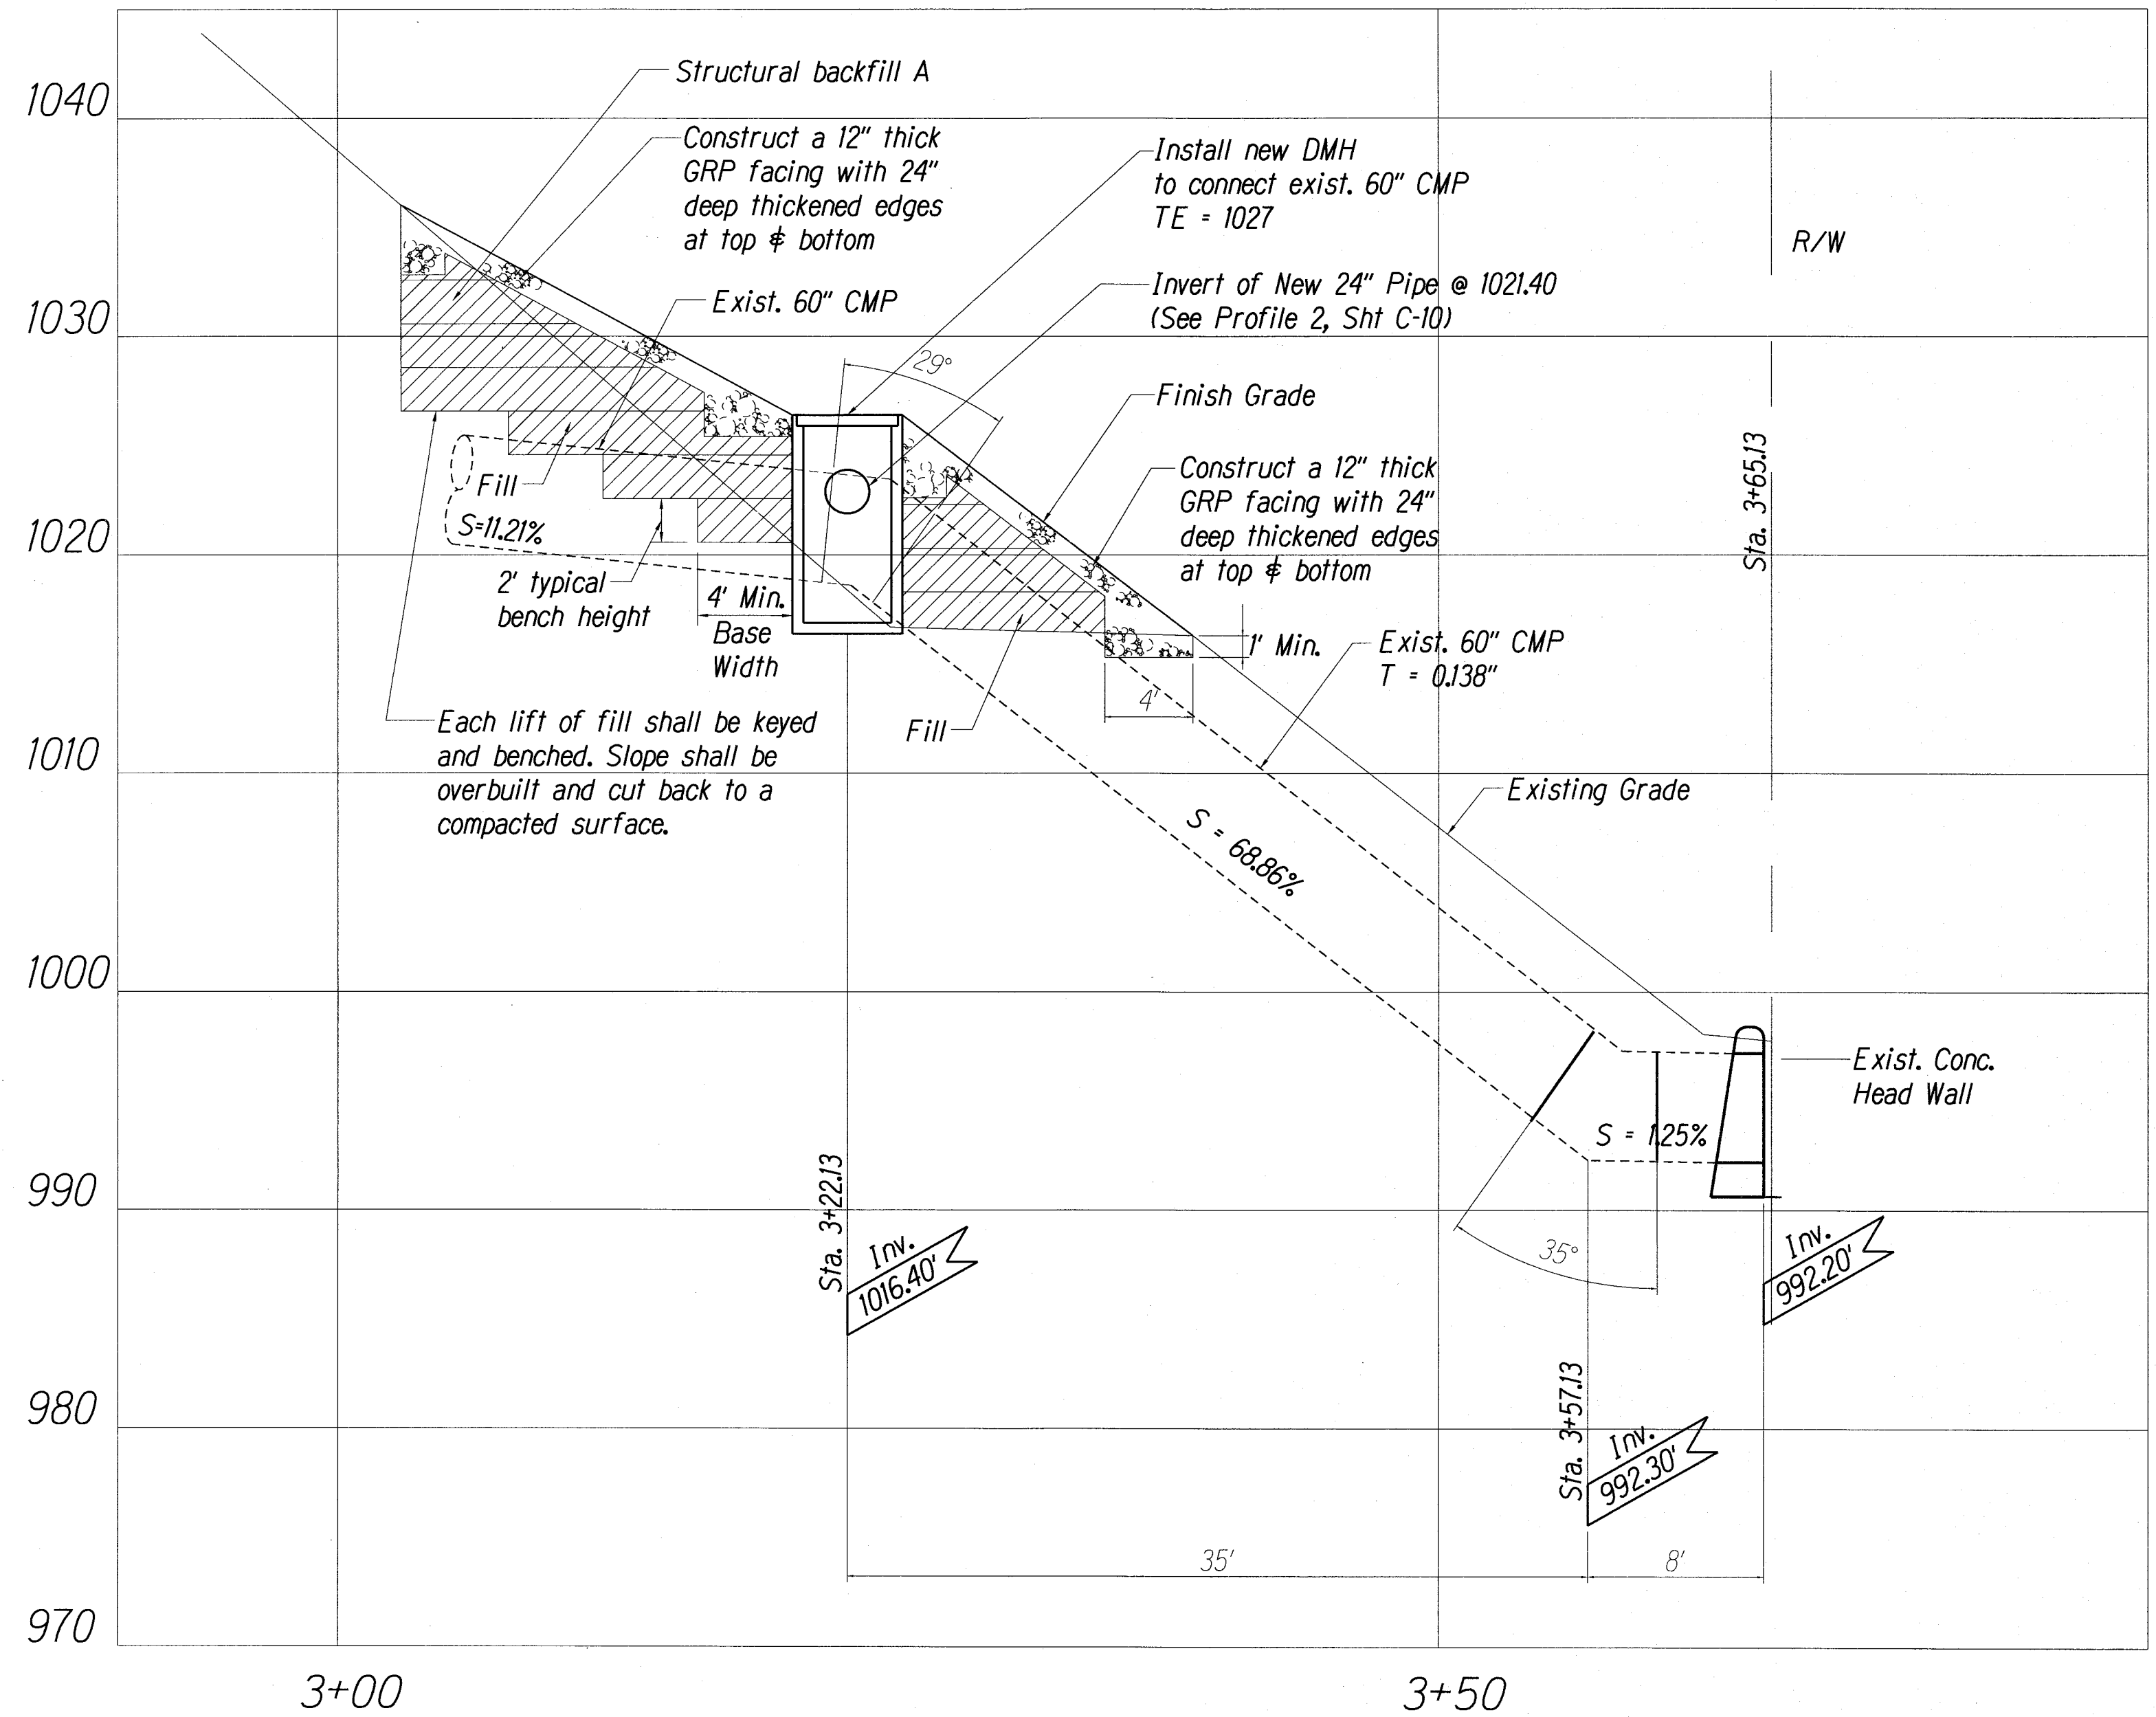 1040
1030
1020
1010
1000
990
980
970
3+00
3+50
Structural backfill A
Construct a 12" thick
GRP facing with 24"
deep thickened edges
at top & bottom
Exist. 60" CMP
Install new DMH
to connect exist. 60" CMP
TE = 1027
Invert of New 24" Pipe @ 1021.40
(See Profile 2, Sht C-10)
R/W
29°
Finish Grade
Construct a 12" thick
GRP facing with 24"
deep thickened edges
at top & bottom
Sta. 3+65.13
Fill
S=11.21%
2' typical
bench height
4' Min.
Base
Width
1' Min.
4'
Exist. 60" CMP
T = 0.138"
Fill
Each lift of fill shall be keyed
and benched. Slope shall be
overbuilt and cut back to a
compacted surface.
Existing Grade
S = 68.86%
Exist. Conc.
Head Wall
S = 1.25%
35°
Sta. 3+22.13
Inv.
1016.40'
Inv.
992.20'
Sta. 3+57.13
Inv.
992.30'
35'
8'